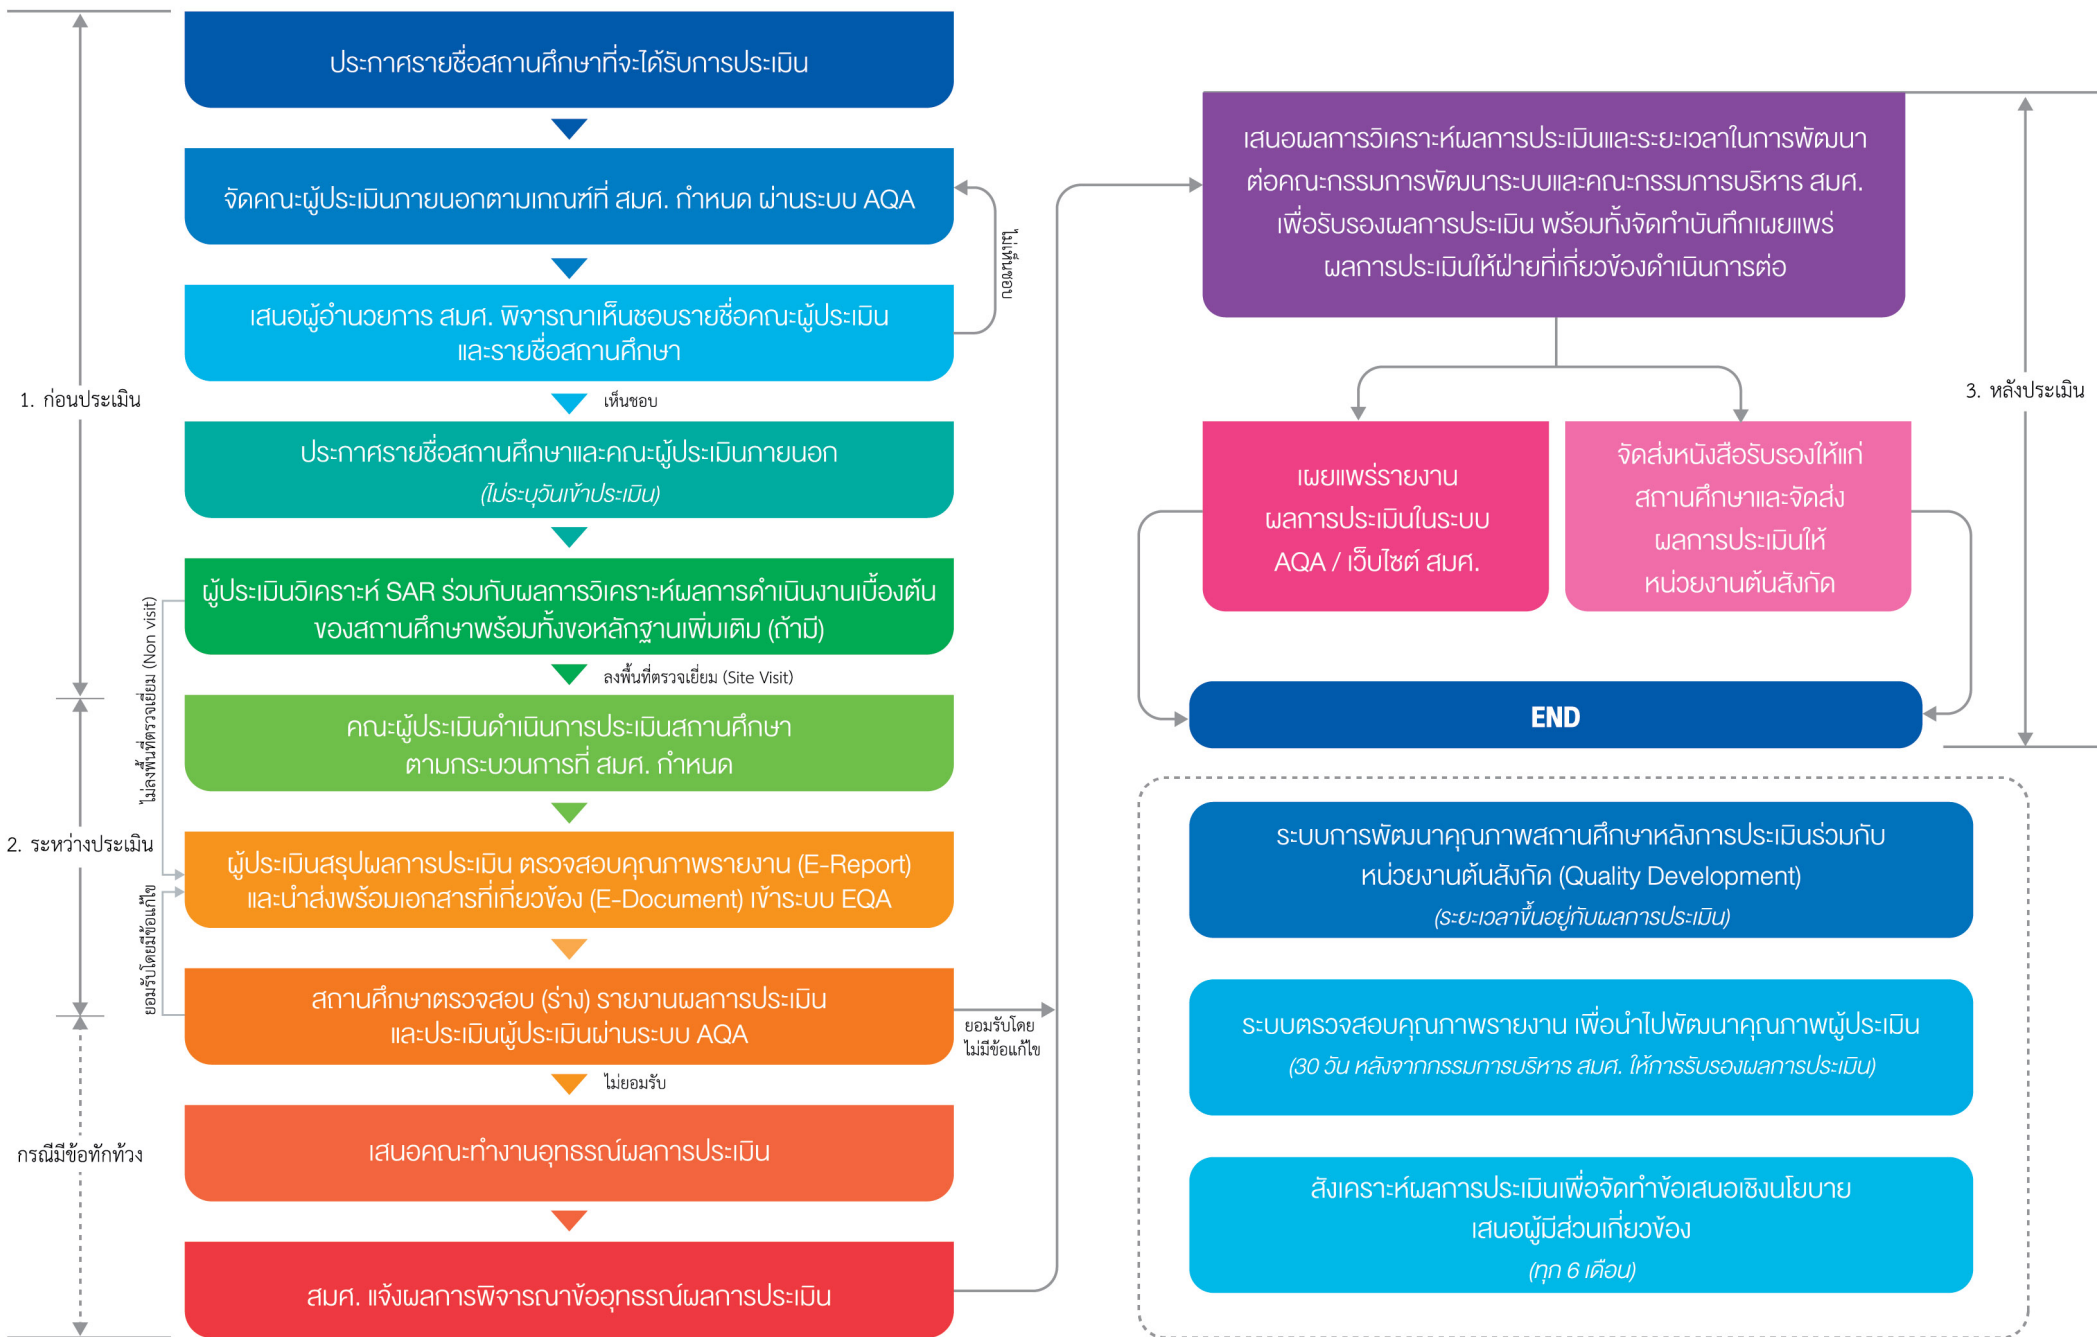 ประกาศรายชื่อสถานศึกษาที่จะได้รับการประเมิน
จัดคณะผู้ประเมินภายนอกตามเกณฑ์ที่ สมศ. กำหนด ผ่านระบบ AQA
ไม่เห็นชอบ
เสนอผู้อำนวยการ สมศ. พิจารณาเห็นชอบรายชื่อคณะผู้ประเมิน
และรายชื่อสถานศึกษา
1. ก่อนประเมิน
เห็นชอบ
ประกาศรายชื่อสถานศึกษาและคณะผู้ประเมินภายนอก
(ไม่ระบุวันเข้าประเมิน)
ผู้ประเมินวิเคราะห์ SAR ร่วมกับผลการวิเคราะห์ผลการดำเนินงานเบื้องต้น
ของสถานศึกษาพร้อมทั้งขอหลักฐานเพิ่มเติม (ถ้ามี)
ไม่ลงพื้นที่ตรวจเยี่ยม (Non visit)
ลงพื้นที่ตรวจเยี่ยม (Site Visit)
คณะผู้ประเมินดำเนินการประเมินสถานศึกษา
ตามกระบวนการที่ สมศ. กำหนด
2. ระหว่างประเมิน
ผู้ประเมินสรุปผลการประเมิน ตรวจสอบคุณภาพรายงาน (E-Report)
และนำส่งพร้อมเอกสารที่เกี่ยวข้อง (E-Document) เข้าระบบ EQA
ยอมรับโดยมีข้อแก้ไข
สถานศึกษาตรวจสอบ (ร่าง) รายงานผลการประเมิน
และประเมินผู้ประเมินผ่านระบบ AQA
ยอมรับโดย
ไม่มีข้อแก้ไข
ไม่ยอมรับ
กรณีมีข้อทักท้วง
เสนอคณะทำงานอุทธรณ์ผลการประเมิน
สมศ. แจ้งผลการพิจารณาข้ออุทธรณ์ผลการประเมิน
เสนอผลการวิเคราะห์ผลการประเมินและระยะเวลาในการพัฒนา
ต่อคณะกรรมการพัฒนาระบบและคณะกรรมการบริหาร สมศ.
เพื่อรับรองผลการประเมิน พร้อมทั้งจัดทำบันทึกเผยแพร่
ผลการประเมินให้ฝ่ายที่เกี่ยวข้องดำเนินการต่อ
3. หลังประเมิน
เผยแพร่รายงาน
ผลการประเมินในระบบ
AQA / เว็บไซต์ สมศ.
จัดส่งหนังสือรับรองให้แก่
สถานศึกษาและจัดส่ง
ผลการประเมินให้
หน่วยงานต้นสังกัด
END
ระบบการพัฒนาคุณภาพสถานศึกษาหลังการประเมินร่วมกับ
หน่วยงานต้นสังกัด (Quality Development)
(ระยะเวลาขึ้นอยู่กับผลการประเมิน)
ระบบตรวจสอบคุณภาพรายงาน เพื่อนำไปพัฒนาคุณภาพผู้ประเมิน
(30 วัน หลังจากกรรมการบริหาร สมศ. ให้การรับรองผลการประเมิน)
สังเคราะห์ผลการประเมินเพื่อจัดทำข้อเสนอเชิงนโยบาย
เสนอผู้มีส่วนเกี่ยวข้อง
(ทุก 6 เดือน)